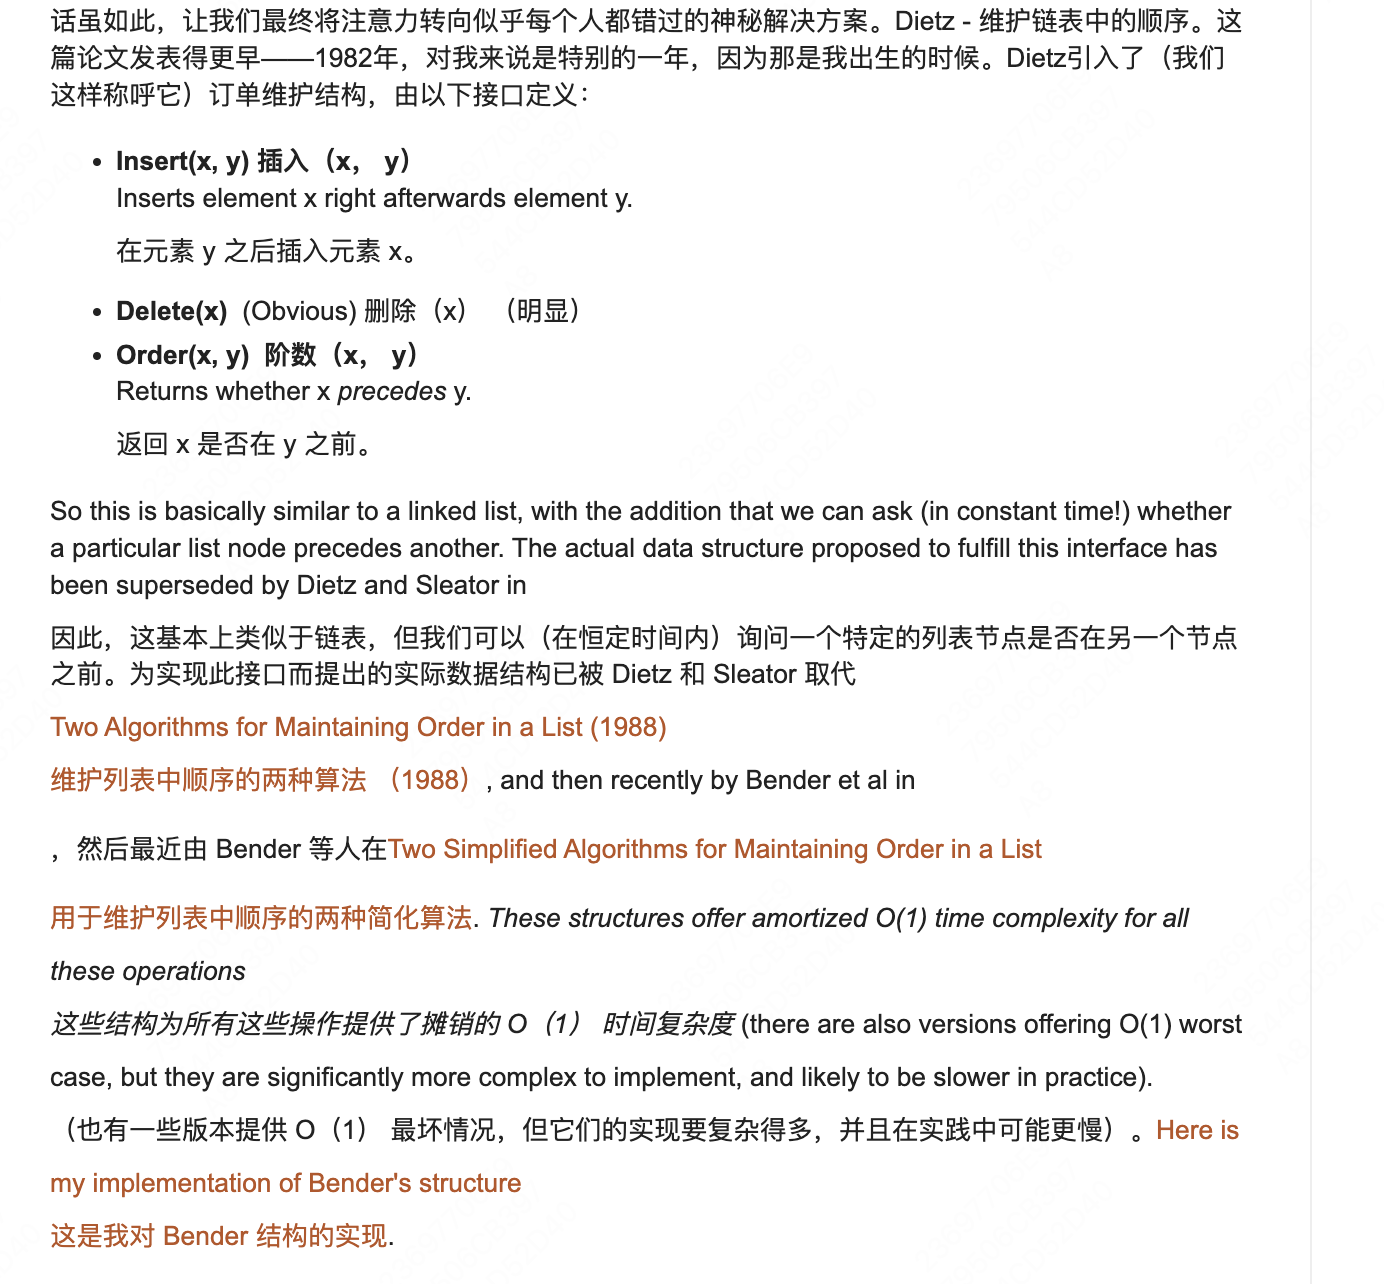 话虽如此，让我们最终将注意力转向似乎每个人都错过的神秘解决方案。Dietz - 维护链表中的顺序。这
篇论文发表得更早——1982年，对我来说是特别的一年，因为那是我出生的时候。Dietz引入了（我们
这样称呼它）订单维护结构，由以下接口定义：
• Insert(x, y) 插入（x， y）
Inserts element x right afterwards element y.
在元素 y 之后插入元素 x。
• Delete(x)  (Obvious) 删除（x） （明显）
• Order(x, y)  阶数（x， y）
Returns whether x precedes y.
返回 x 是否在 y 之前。
So this is basically similar to a linked list, with the addition that we can ask (in constant time!) whether
a particular list node precedes another. The actual data structure proposed to fulfill this interface has
been superseded by Dietz and Sleator in
因此，这基本上类似于链表，但我们可以（在恒定时间内）询问一个特定的列表节点是否在另一个节点
之前。为实现此接口而提出的实际数据结构已被 Dietz 和 Sleator 取代
Two Algorithms for Maintaining Order in a List (1988)
维护列表中顺序的两种算法 （1988）, and then recently by Bender et al in
，然后最近由 Bender 等人在Two Simplified Algorithms for Maintaining Order in a List
用于维护列表中顺序的两种简化算法. These structures offer amortized O(1) time complexity for all
these operations
这些结构为所有这些操作提供了摊销的 O（1） 时间复杂度 (there are also versions offering O(1) worst
case, but they are significantly more complex to implement, and likely to be slower in practice).
（也有一些版本提供 O（1） 最坏情况，但它们的实现要复杂得多，并且在实践中可能更慢）。Here is
my implementation of Bender's structure
这是我对 Bender 结构的实现.